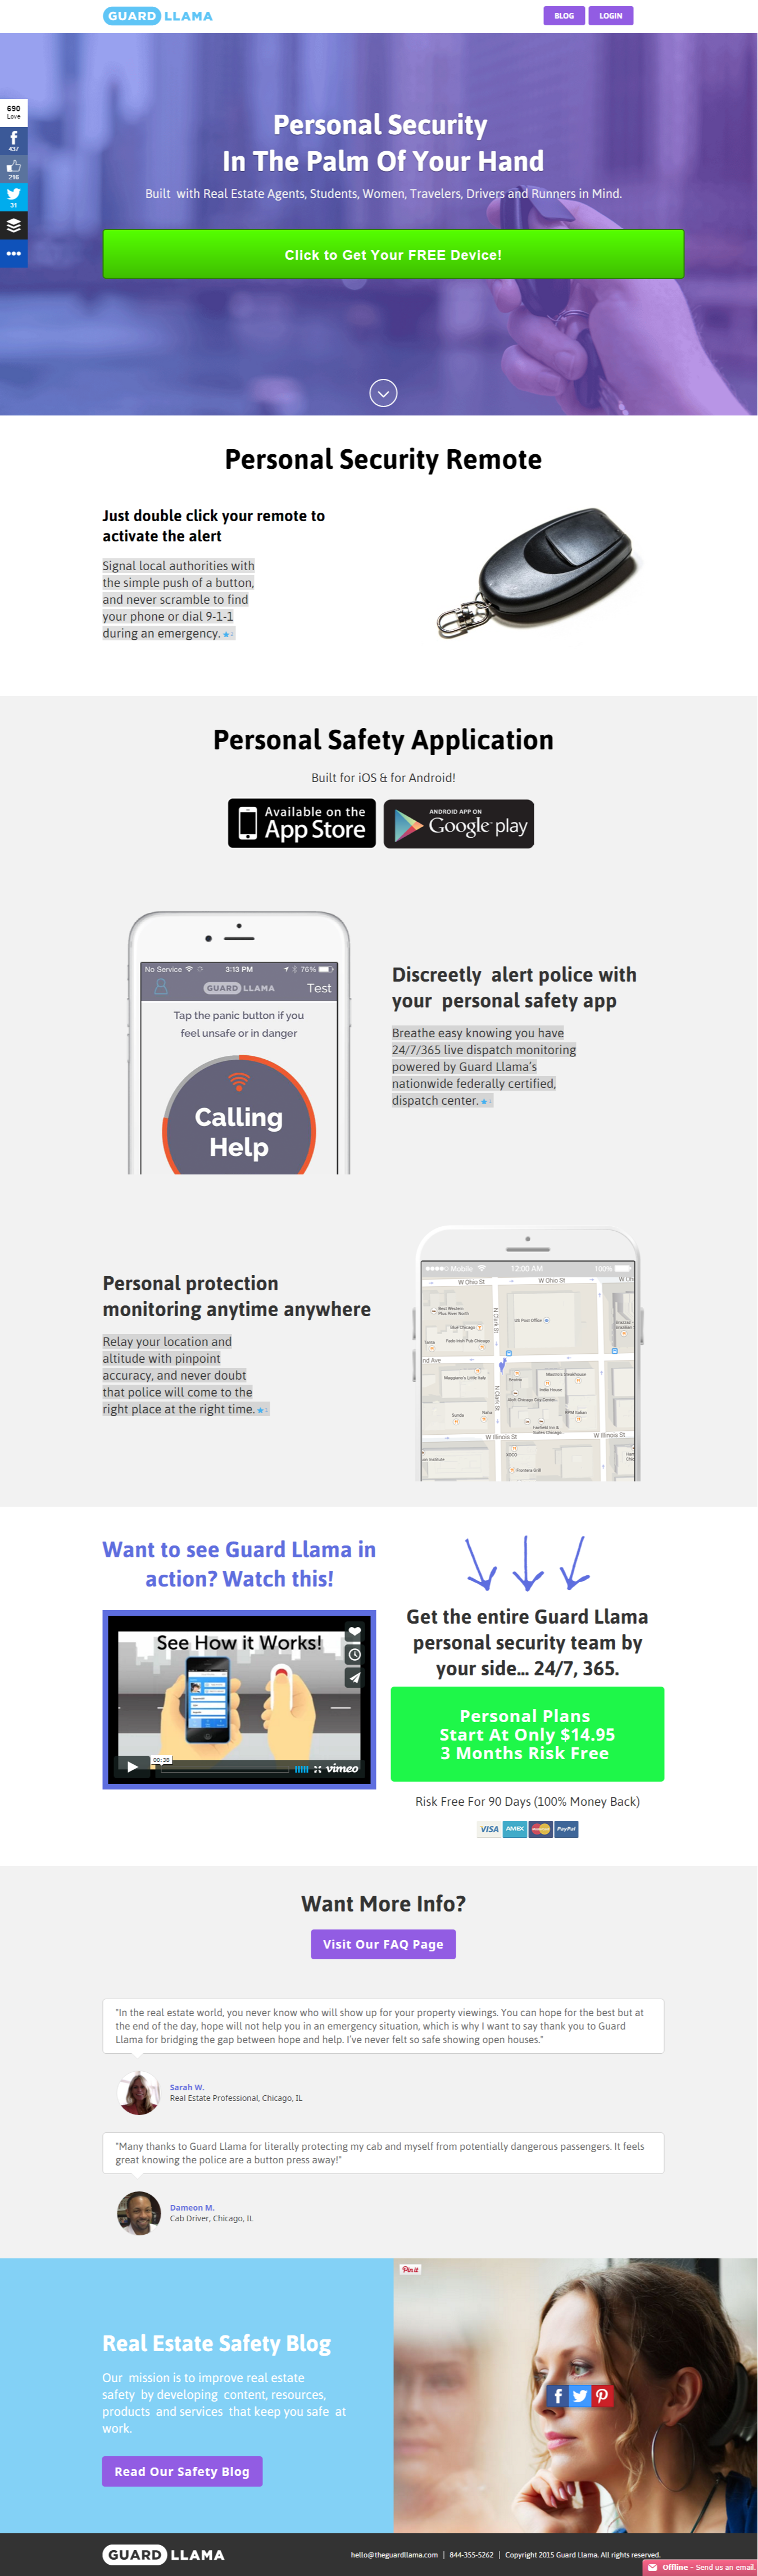 GUARD LLAMA
BLOG
LOGIN
690
Love
437
216
31
Personal Security
In The Palm Of Your Hand
Built with Real Estate Agents, Students, Women, Travelers, Drivers and Runners in Mind.
Click to Get Your FREE Device!
Personal Security Remote
Just double click your remote to
activate the alert
Signal local authorities with
the simple push of a button,
and never scramble to find
your phone or dial 9-1-1
during an emergency.
Personal Safety Application
Built for iOS & for Android!
Available on the
App Store
ANDROID APP ON
Google play
No Service 3:13 PM 76%
GUARD LLAMA Test
Tap the panic button if you
feel unsafe or in danger
Calling
Help
Discreetly alert police with
your personal safety app
Breathe easy knowing you have
24/7/365 live dispatch monitoring
powered by Guard Llama's
nationwide federally certified,
dispatch center.
Personal protection
monitoring anytime anywhere
Relay your location and
altitude with pinpoint
accuracy, and never doubt
that police will come to the
right place at the right time.
Mobile 12:00 AM 100%
W Ohio St W Ohio St
Best Western
Plus River North
US Post Office
N Clark St
nd Ave
Maggiano's Little Italy
N Clark St
W Illinois St W Illinois St
Want to see Guard Llama in
action? Watch this!
See How it Works!
00:38
vimeo
Get the entire Guard Llama
personal security team by
your side... 24/7, 365.
Personal Plans
Start At Only $14.95
3 Months Risk Free
Risk Free For 90 Days (100% Money Back)
VISA AMEX MasterCard PayPal
Want More Info?
Visit Our FAQ Page
"In the real estate world, you never know who will show up for your property viewings. You can hope for the best but at
the end of the day, hope will not help you in an emergency situation, which is why I want to say thank you to Guard
Llama for bridging the gap between hope and help. I've never felt so safe showing open houses."
Sarah W.
Real Estate Professional, Chicago, IL
"Many thanks to Guard Llama for literally protecting my cab and myself from potentially dangerous passengers. It feels
great knowing the police are a button press away!"
Dameon M.
Cab Driver, Chicago, IL
Pin it
Real Estate Safety Blog
Our mission is to improve real estate
safety by developing content, resources,
products and services that keep you safe at
work.
Read Our Safety Blog
GUARD LLAMA
hello@theguardllama.com | 844-355-5262 | Copyright 2015 Guard Llama. All rights reserved.
Offline - Send us an email.